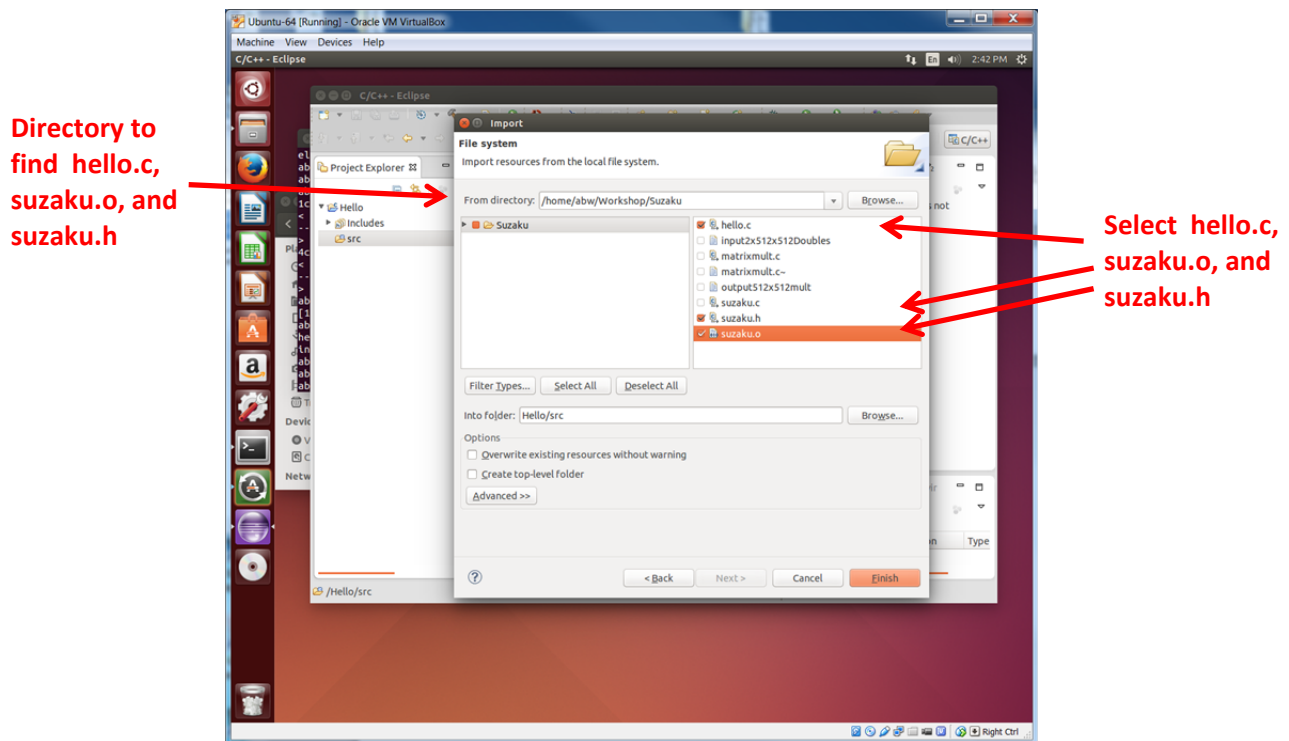 Ubuntu-64 [Running] - Oracle VM VirtualBox
Machine View Devices Help
C/C++ - Eclipse
En
2:42 PM
C/C++ - Eclipse
Import
File system
Import resources from the local file system.
C/C++
Directory to
find hello.c,
suzaku.o, and
suzaku.h
Project Explorer
Hello
Includes
src
From directory: /home/abw/Workshop/Suzaku
Browse...
not
Suzaku
hello.c
input2x512x512Doubles
matrixmult.c
matrixmult.c~
output512x512mult
suzaku.c
suzaku.h
suzaku.o
Select hello.c,
suzaku.o, and
suzaku.h
Filter Types... Select All Deselect All
Into folder: Hello/src
Browse...
Options
Overwrite existing resources without warning
Create top-level folder
Advanced >>
Type
< Back Next > Cancel Finish
/Hello/src
Right Ctrl